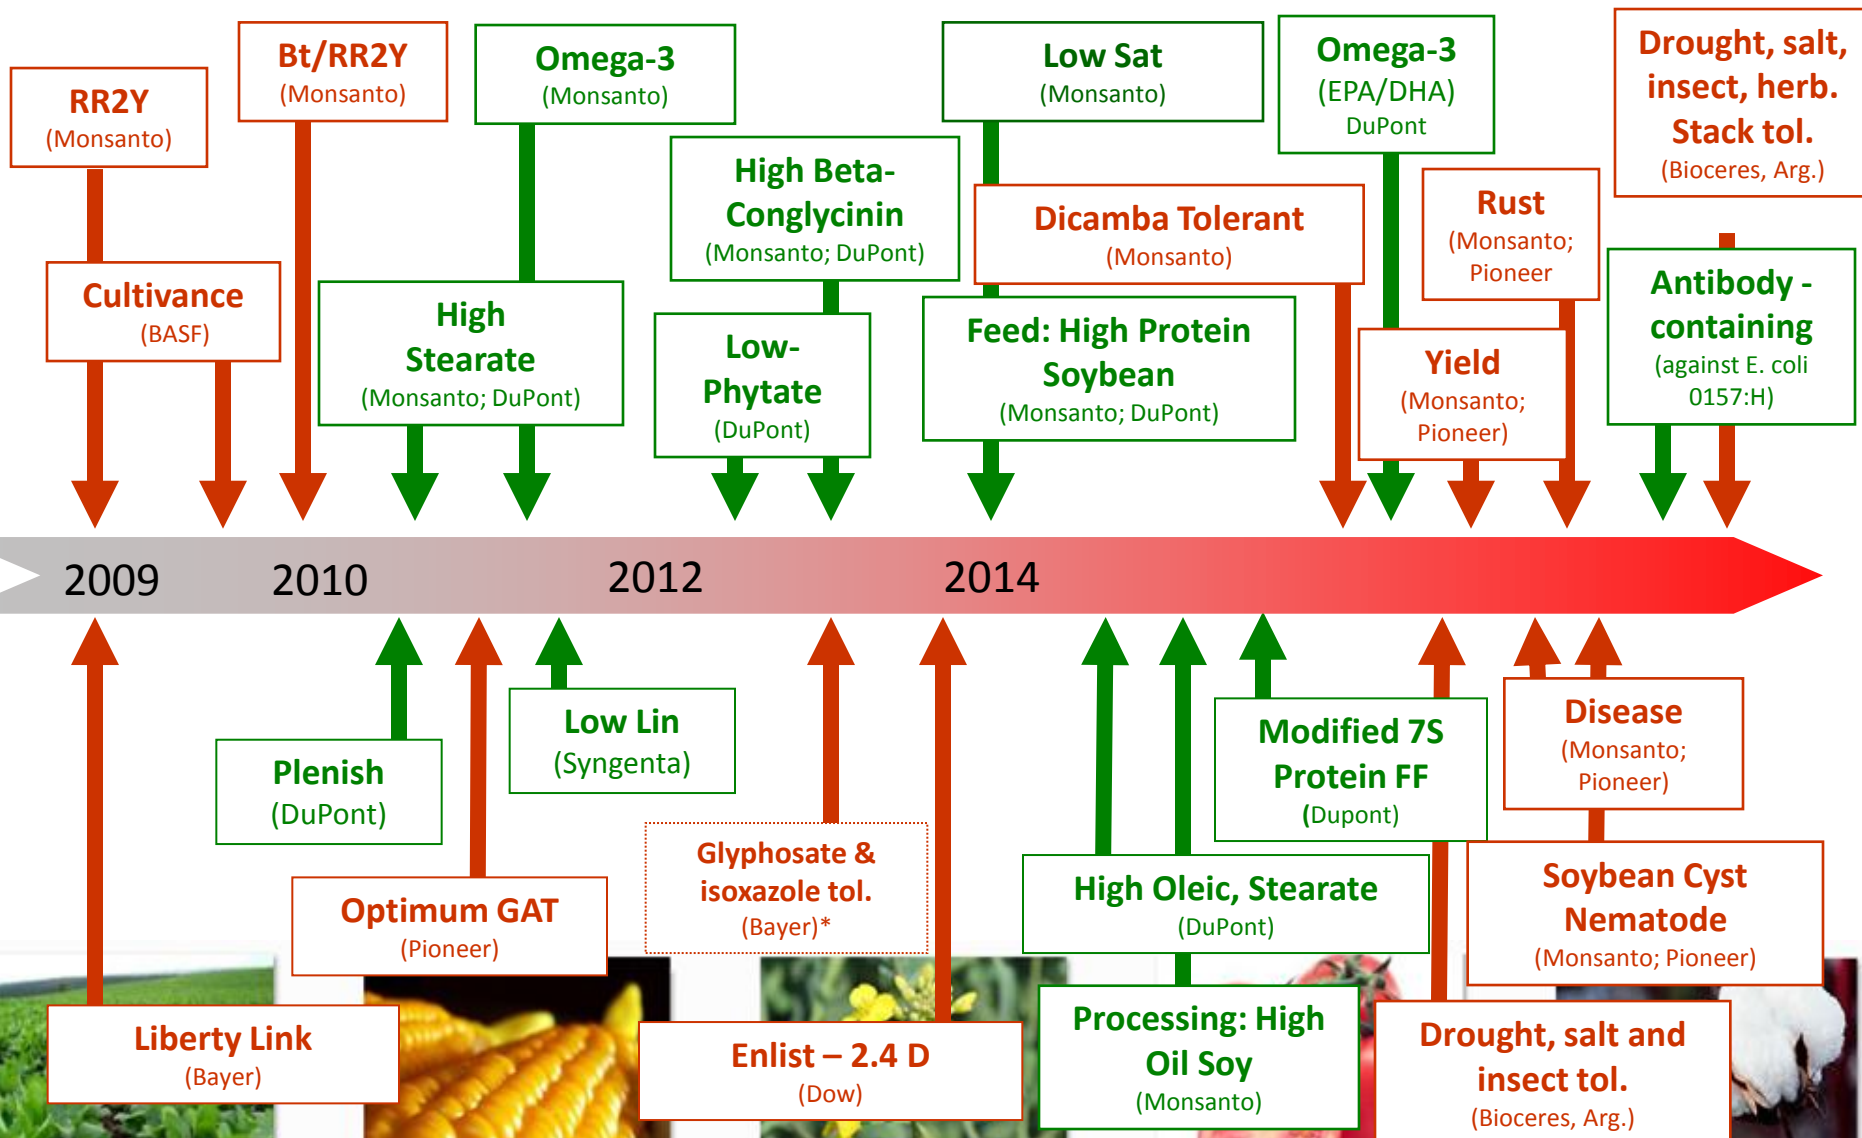 RR2Y
(Monsanto)
Bt/RR2Y
(Monsanto)
Omega-3
(Monsanto)
Low Sat
(Monsanto)
Omega-3
(EPA/DHA)
DuPont
Drought, salt,
insect, herb.
Stack tol.
(Bioceres, Arg.)
Cultivance
(BASF)
High
Stearate
(Monsanto; DuPont)
High Beta-
Conglycinin
(Monsanto; DuPont)
Low-
Phytate
(DuPont)
Dicamba Tolerant
(Monsanto)
Feed: High Protein
Soybean
(Monsanto; DuPont)
Rust
(Monsanto;
Pioneer
Yield
(Monsanto;
Pioneer)
Antibody -
containing
(against E. coli
0157:H)
2009
2010
2012
2014
Plenish
(DuPont)
Low Lin
(Syngenta)
Modified 7S
Protein FF
(Dupont)
Disease
(Monsanto;
Pioneer)
Optimum GAT
(Pioneer)
Glyphosate &
isoxazole tol.
(Bayer)*
High Oleic, Stearate
(DuPont)
Soybean Cyst
Nematode
(Monsanto; Pioneer)
Liberty Link
(Bayer)
Enlist – 2.4 D
(Dow)
Processing: High
Oil Soy
(Monsanto)
Drought, salt and
insect tol.
(Bioceres, Arg.)